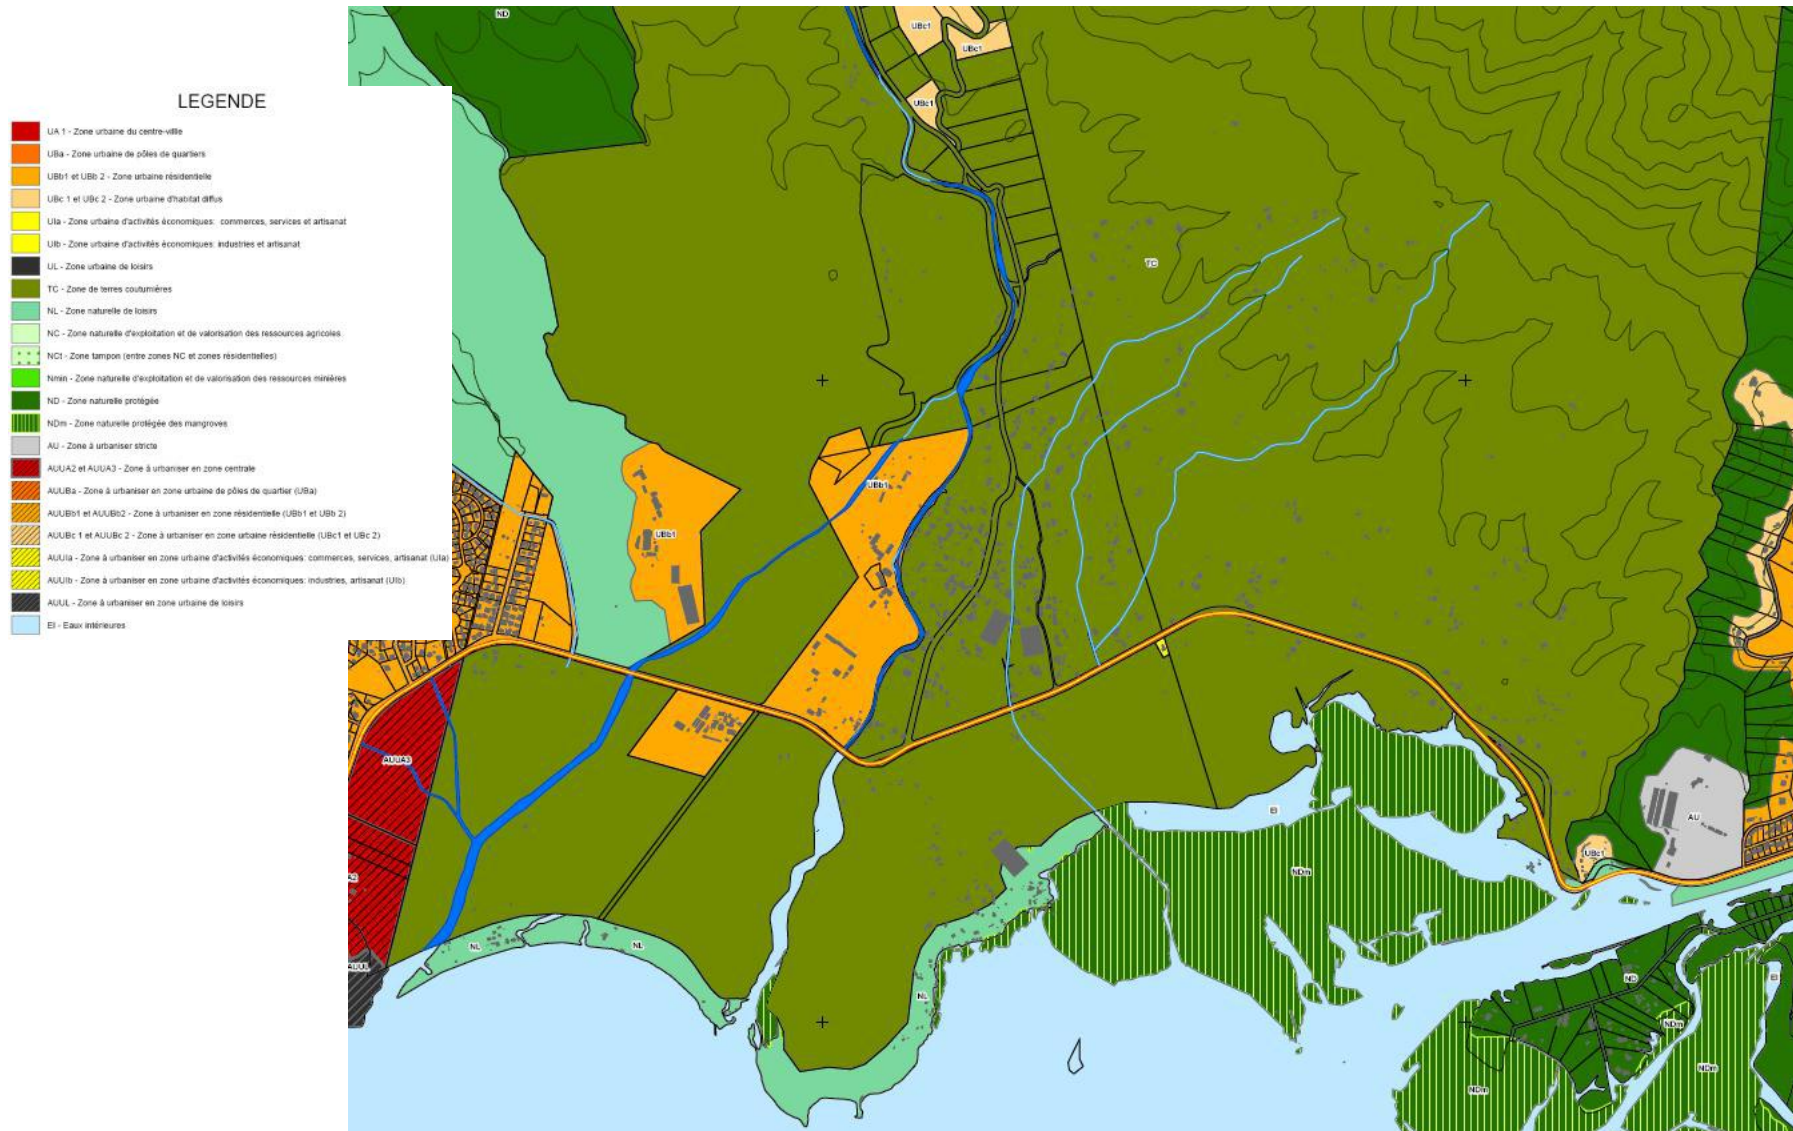 LEGENDE
UA 1 - Zone urbaine du centre-villle
UBa - Zone urbaine de pôles de quartiers
UBb1 et UBb 2 - Zone urbaine résidentielle
UBc 1 et UBc 2 - Zone urbaine d'habitat diffus
UIa - Zone urbaine d'activités économiques: commerces, services et artisanat
UIb - Zone urbaine d'activités économiques: industries et artisanat
UL - Zone urbaine de loisirs
TC - Zone de terres coutumières
NL - Zone naturelle de loisirs
NC - Zone naturelle d'exploitation et de valorisation des ressources agricoles.
NCt - Zone tampon (entre zones NC et zones résidentielles)
Nmin - Zone naturelle d'exploitation et de valorisation des ressources minières
ND - Zone naturelle protégée
NDm - Zone naturelle protégée des mangroves
AU - Zone à urbaniser stricte
AUUA2 et AUUA3 - Zone à urbaniser en zone centrale
AUUBa - Zone à urbaniser en zone urbaine de pôles de quartier (UBa)
AUUBb1 et AUUBb2 - Zone à urbaniser en zone résidentielle (UBb1 et UBb 2)
AUUBc 1 et AUUBc 2 - Zone à urbaniser en zone urbaine résidentielle (UBc1 et UBc 2)
AUUIa - Zone à urbaniser en zone urbaine d'activités économiques: commerces, services, artisanat (UIa)
AUUIb - Zone à urbaniser en zone urbaine d'activités économiques: industries, artisanat (UIb)
AUUL - Zone à urbaniser en zone urbaine de loisirs
EI - Eaux intérieures
ND
UBc1
UBc1
UBc1
TC
UBb1
UBb1
AUUA3
A2
AUUL
NL
NL
NL
EI
NDm
UBc1
AU
ND
EI
NDm
NDm
NDm